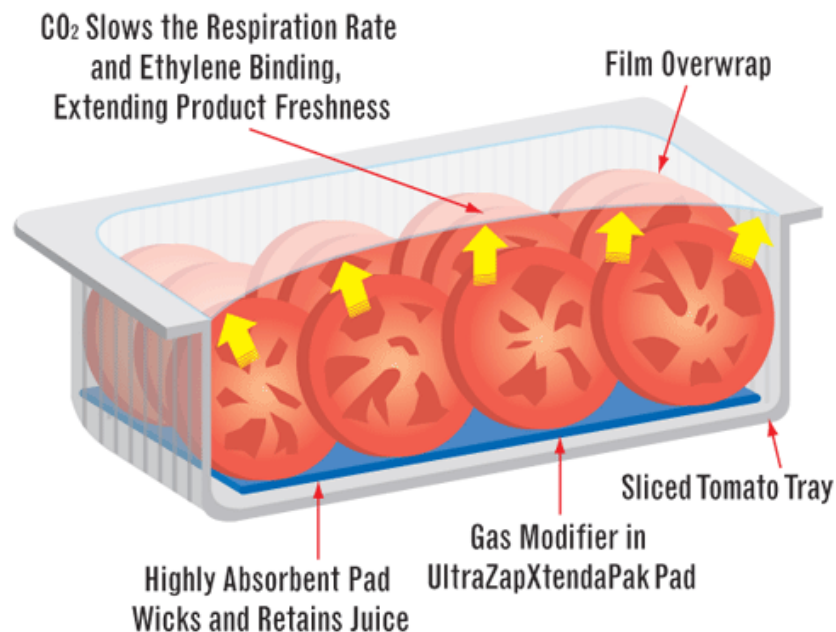 CO₂ Slows the Respiration Rate
and Ethylene Binding,
Extending Product Freshness
Film Overwrap
Sliced Tomato Tray
Gas Modifier in
UltraZapXtendaPak Pad
Highly Absorbent Pad
Wicks and Retains Juice